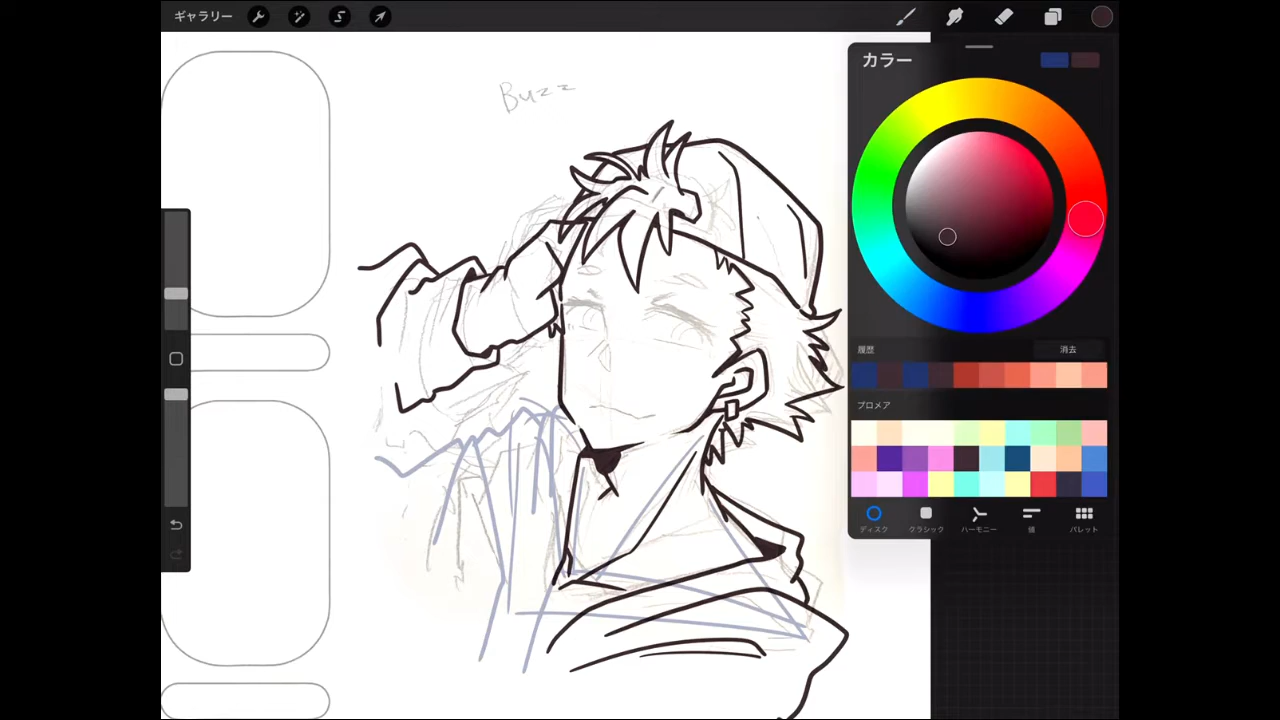 ギャラリー
Buzz
カラー
履歴
消去
プロメア
ディスク
クラシック
ハーモニー
値
パレット